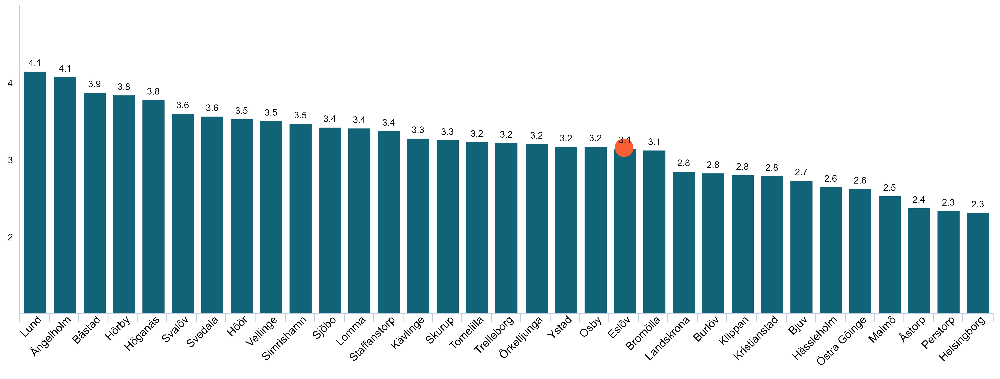 4.1
4.1
3.9
3.8
3.8
3.6
3.6
3.5
3.5
3.5
3.4
3.4
3.4
3.3
3.3
3.2
3.2
3.2
3.2
3.2
3.1
3.1
2.8
2.8
2.8
2.8
2.7
2.6
2.6
2.5
2.4
2.3
2.3
4
3
2
Lund
Ängelholm
Båstad
Hörby
Höganäs
Svalöv
Svedala
Höör
Vellinge
Simrishamn
Sjöbo
Lomma
Staffanstorp
Kävlinge
Skurup
Tomelilla
Trelleborg
Örkelljunga
Ystad
Osby
Eslöv
Bromölla
Landskrona
Burlöv
Klippan
Kristianstad
Bjuv
Hässleholm
Östra Göinge
Malmö
Åstorp
Perstorp
Helsingborg